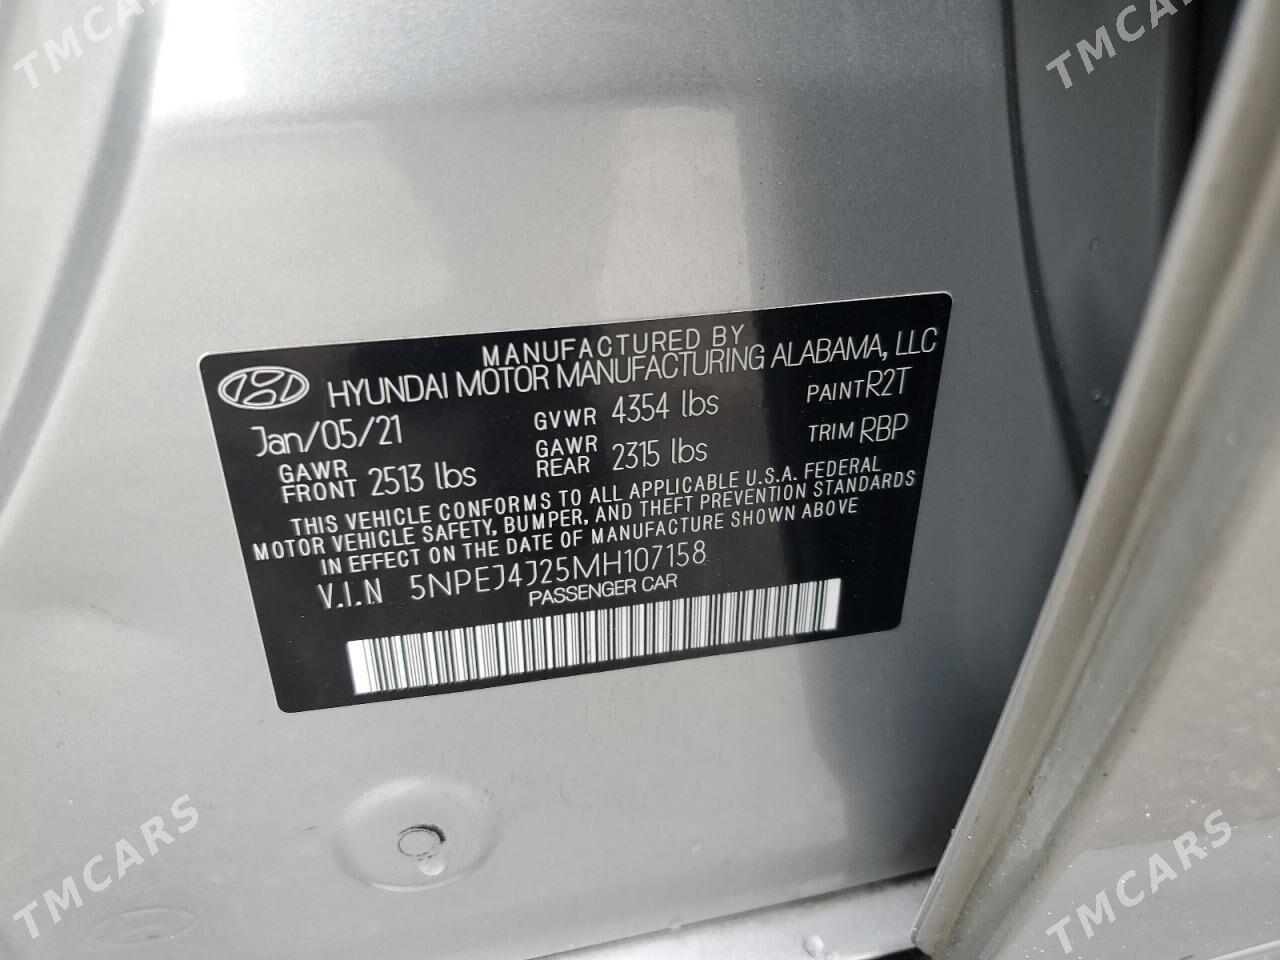 TMCARS
TMCARS
MANUFACTURED BY
HYUNDAI MOTOR MANUFACTURING ALABAMA, LLC
Jan/05/21 GVWR 4354 lbs PAINT R2T
GAWR FRONT 2513 lbs GAWR REAR 2315 lbs TRIM RBP
THIS VEHICLE CONFORMS TO ALL APPLICABLE U.S.A. FEDERAL
MOTOR VEHICLE SAFETY, BUMPER, AND THEFT PREVENTION STANDARDS
IN EFFECT ON THE DATE OF MANUFACTURE SHOWN ABOVE
V.I.N 5NPEJ4J25MH107158
PASSENGER CAR
TMCARS
TMCARS